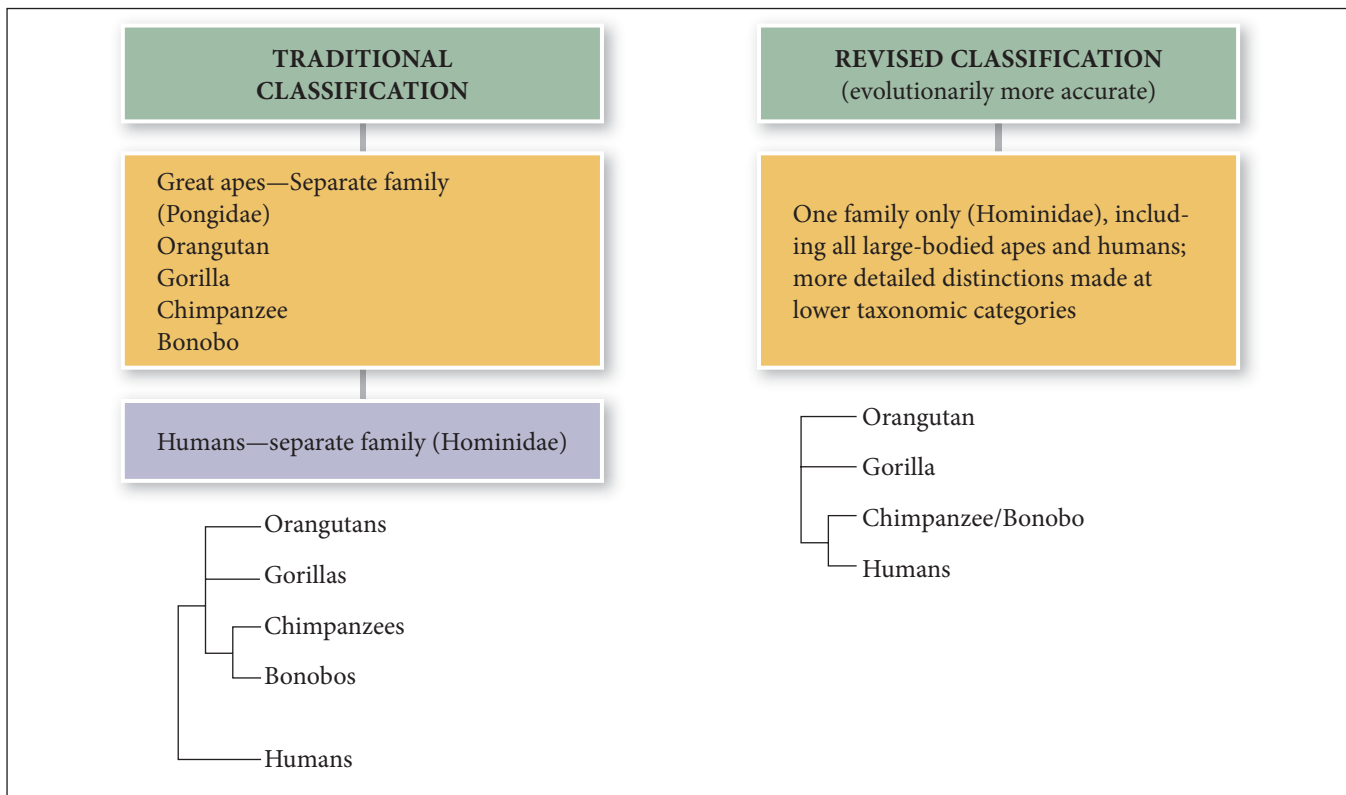 TRADITIONAL
CLASSIFICATION
Great apes—Separate family
(Pongidae)
Orangutan
Gorilla
Chimpanzee
Bonobo
Humans—separate family (Hominidae)
Orangutans
Gorillas
Chimpanzees
Bonobos
Humans
REVISED CLASSIFICATION
(evolutionarily more accurate)
One family only (Hominidae), includ-
ing all large-bodied apes and humans;
more detailed distinctions made at
lower taxonomic categories
Orangutan
Gorilla
Chimpanzee/Bonobo
Humans